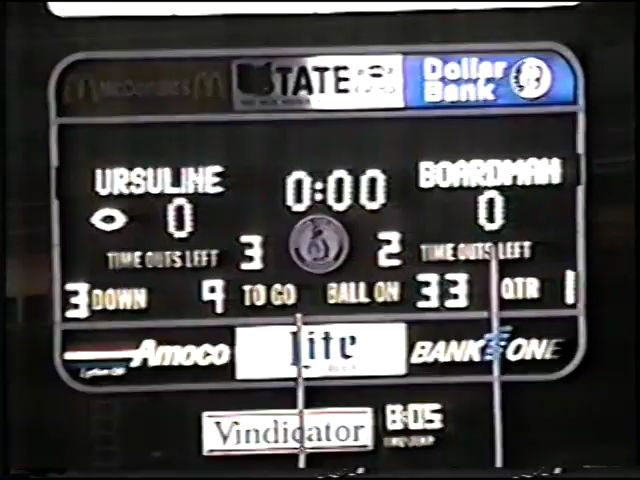 McDonald's STATE Dollar Bank
URSULINE 0:00 BOARDMAN
0 0
TIME OUTS LEFT 3 2 TIME OUTS LEFT
3 DOWN 9 TO GO BALL ON 33 QTR 1
Amoco Lite BEER BANK ONE
Vindicator 8:05